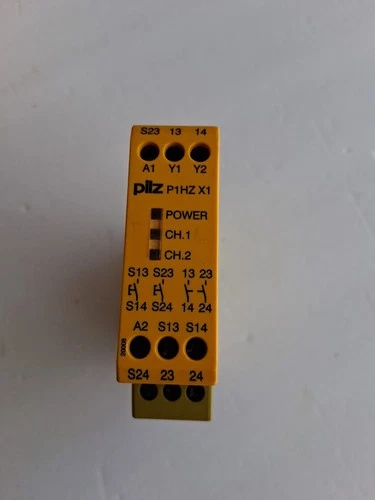 S23 13 14
A1 Y1 Y2
pilz P1HZ X1
POWER
CH.1
CH.2
S13 S23 13 23
S14 S24 14 24
A2 S13 S14
S24 23 24